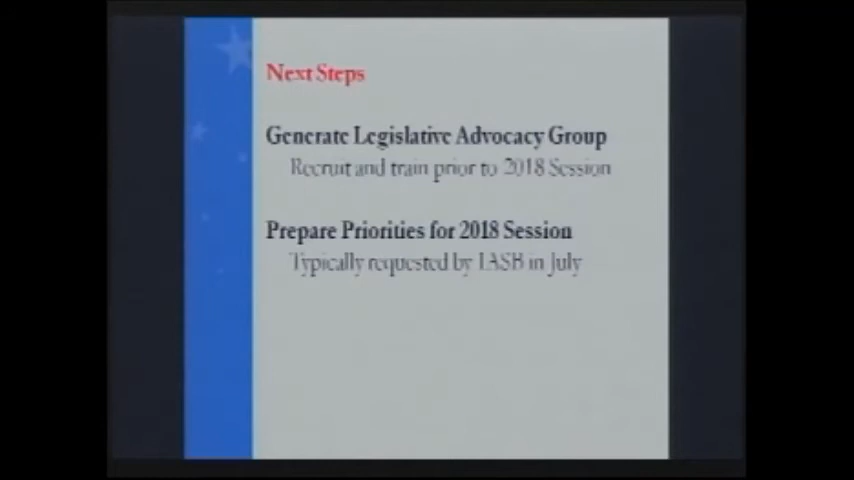 Next Steps
Generate Legislative Advocacy Group
Recruit and train prior to 2018 Session
Prepare Priorities for 2018 Session
Typically requested by IASB in July